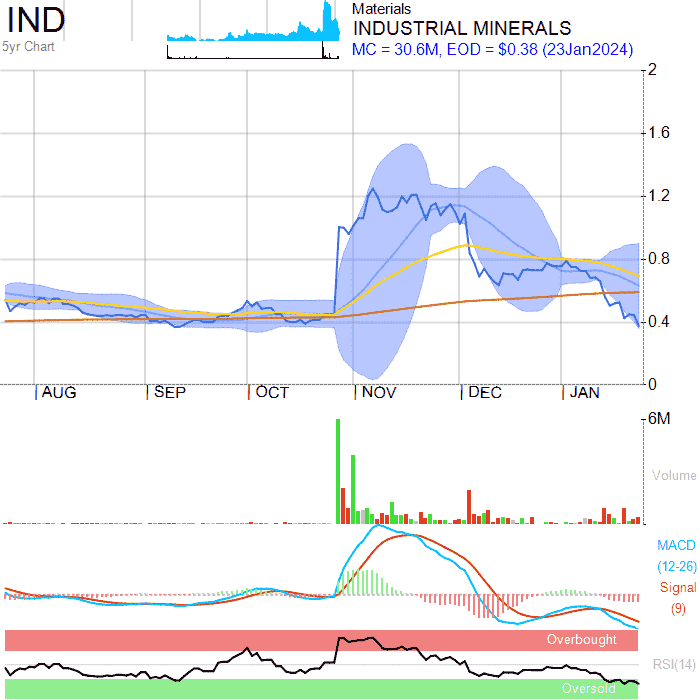 IND
5yr Chart
Materials
INDUSTRIAL MINERALS
MC = 30.6M, EOD = $0.38 (23Jan2024)
2
1.6
1.2
0.8
0.4
0
AUG SEP OCT NOV DEC JAN
6M
Volume
MACD
(12-26)
Signal
(9)
Overbought
RSI(14)
Oversold